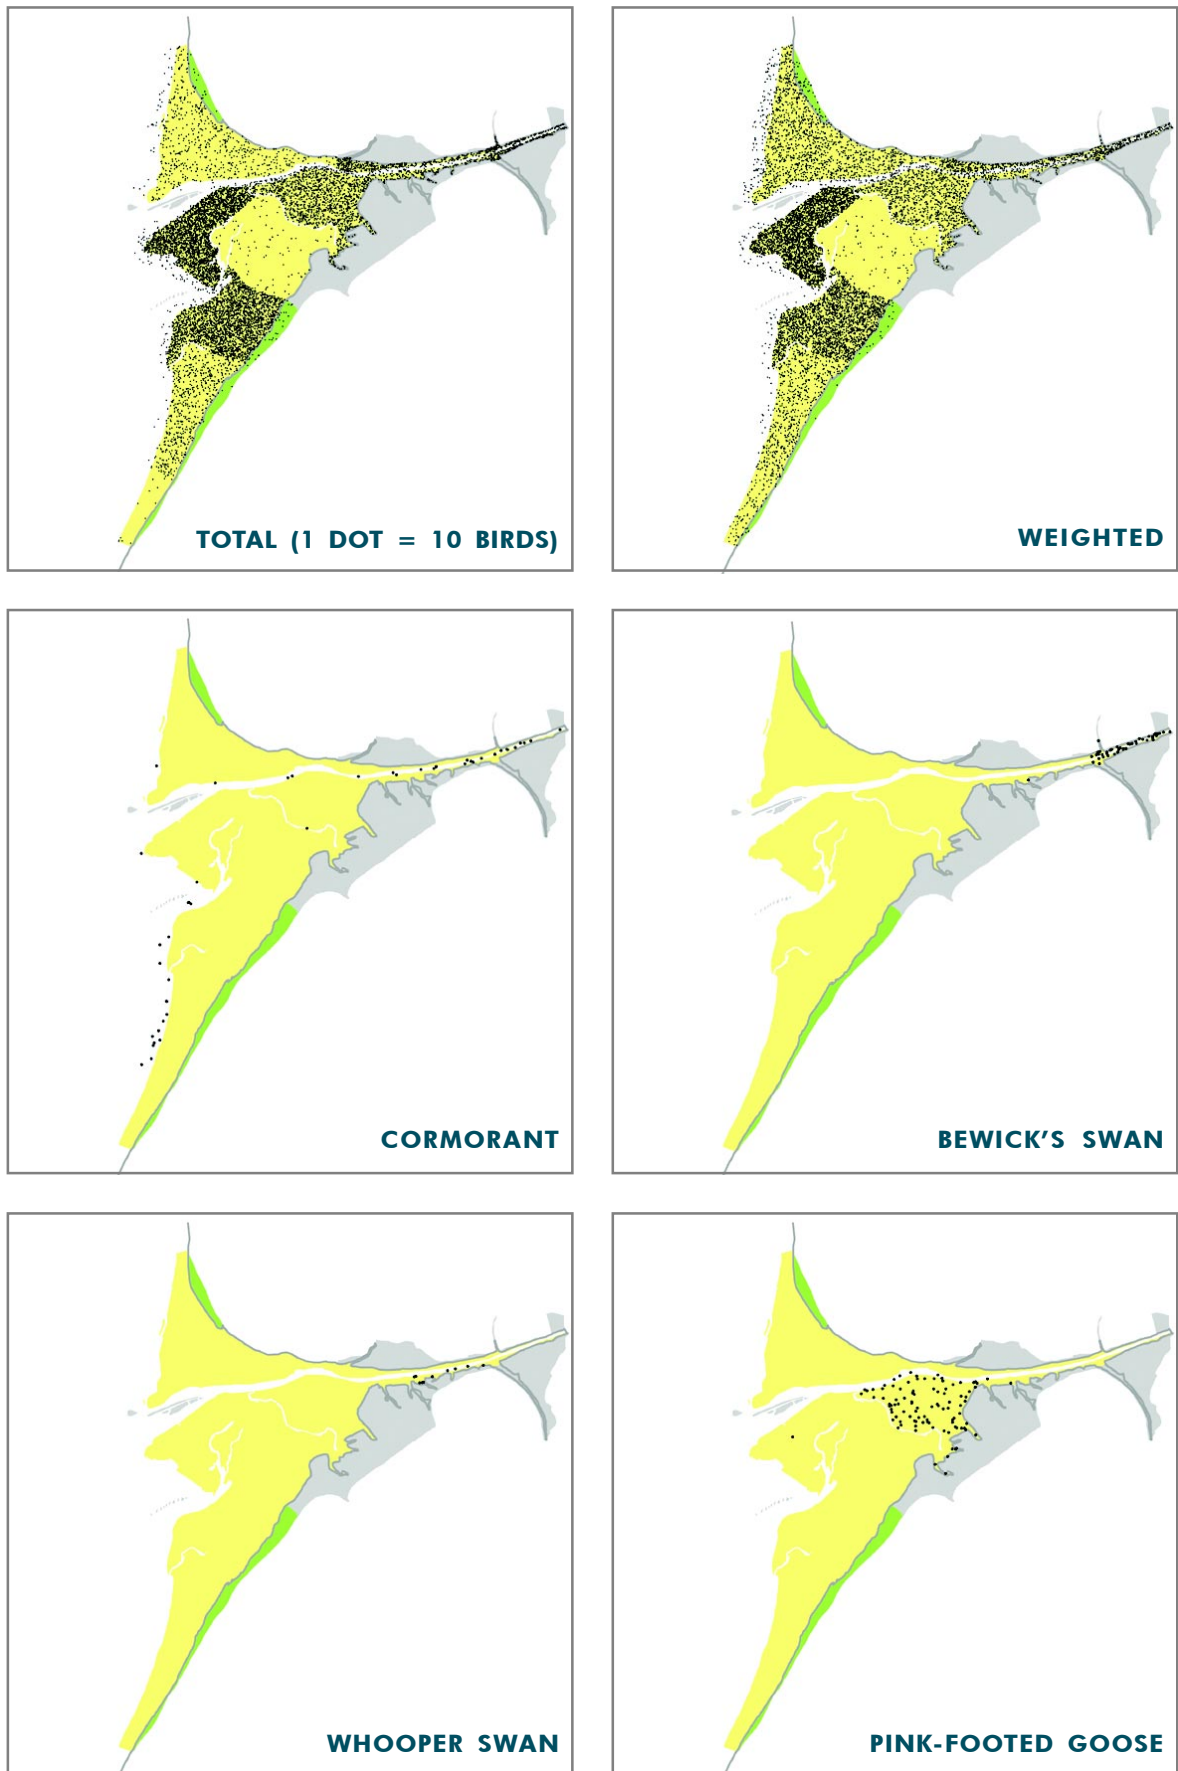 TOTAL (1 DOT = 10 BIRDS)
WEIGHTED
CORMORANT
BEWICK'S SWAN
WHOOPER SWAN
PINK-FOOTED GOOSE